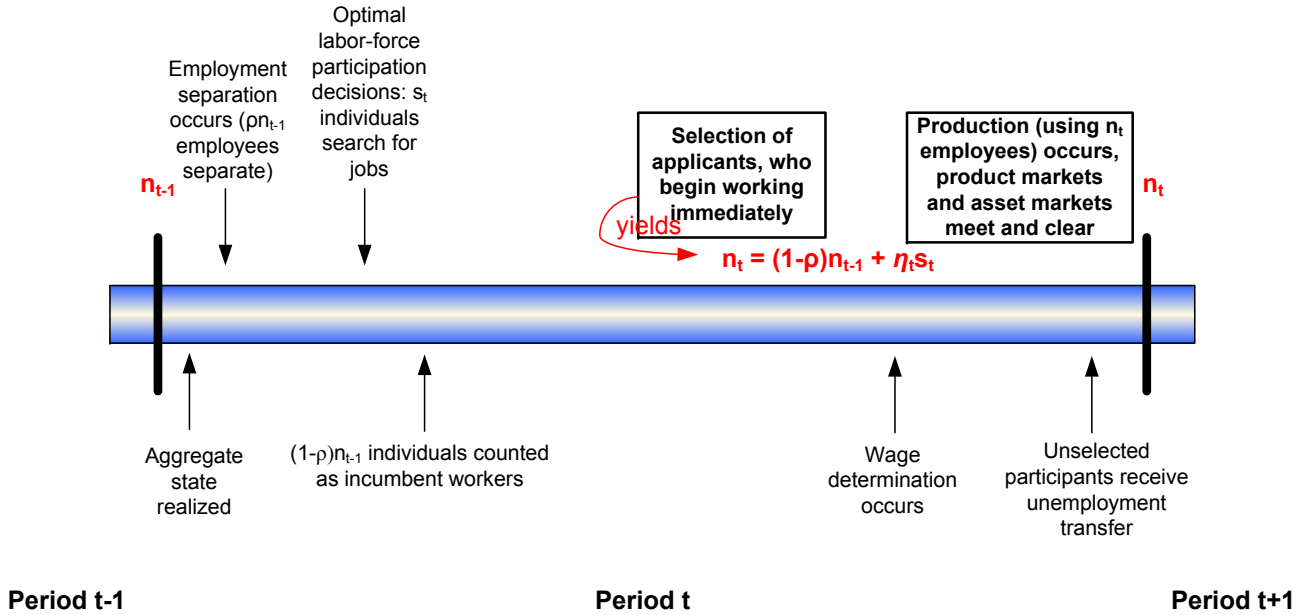 Optimal
labor-force
participation
decisions: sₜ
individuals
search for
jobs
Employment
separation
occurs (ρnₜ₋₁
employees
separate)
Selection of
applicants, who
begin working
immediately
Production (using nₜ
employees) occurs,
product markets
and asset markets
meet and clear
nₜ₋₁
nₜ
yields
nₜ = (1-ρ)nₜ₋₁ + ηₜsₜ
Aggregate
state
realized
(1-ρ)nₜ₋₁ individuals counted
as incumbent workers
Wage
determination
occurs
Unselected
participants receive
unemployment
transfer
Period t-1
Period t
Period t+1